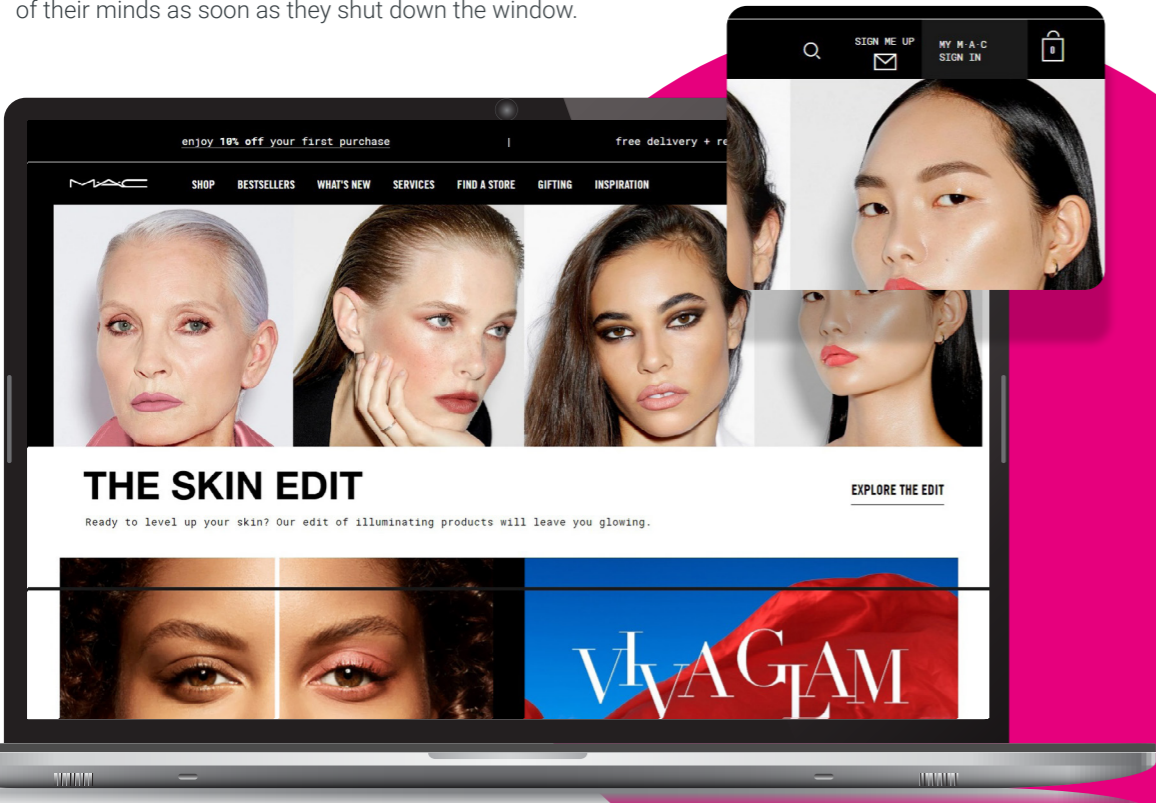 of their minds as soon as they shut down the window.
SIGN ME UP
MY M·A·C
SIGN IN
0
enjoy 10% off your first purchase | free delivery + re
MAC SHOP BESTSELLERS WHAT'S NEW SERVICES FIND A STORE GIFTING INSPIRATION
THE SKIN EDIT
EXPLORE THE EDIT
Ready to level up your skin? Our edit of illuminating products will leave you glowing.
VIVA GLAM